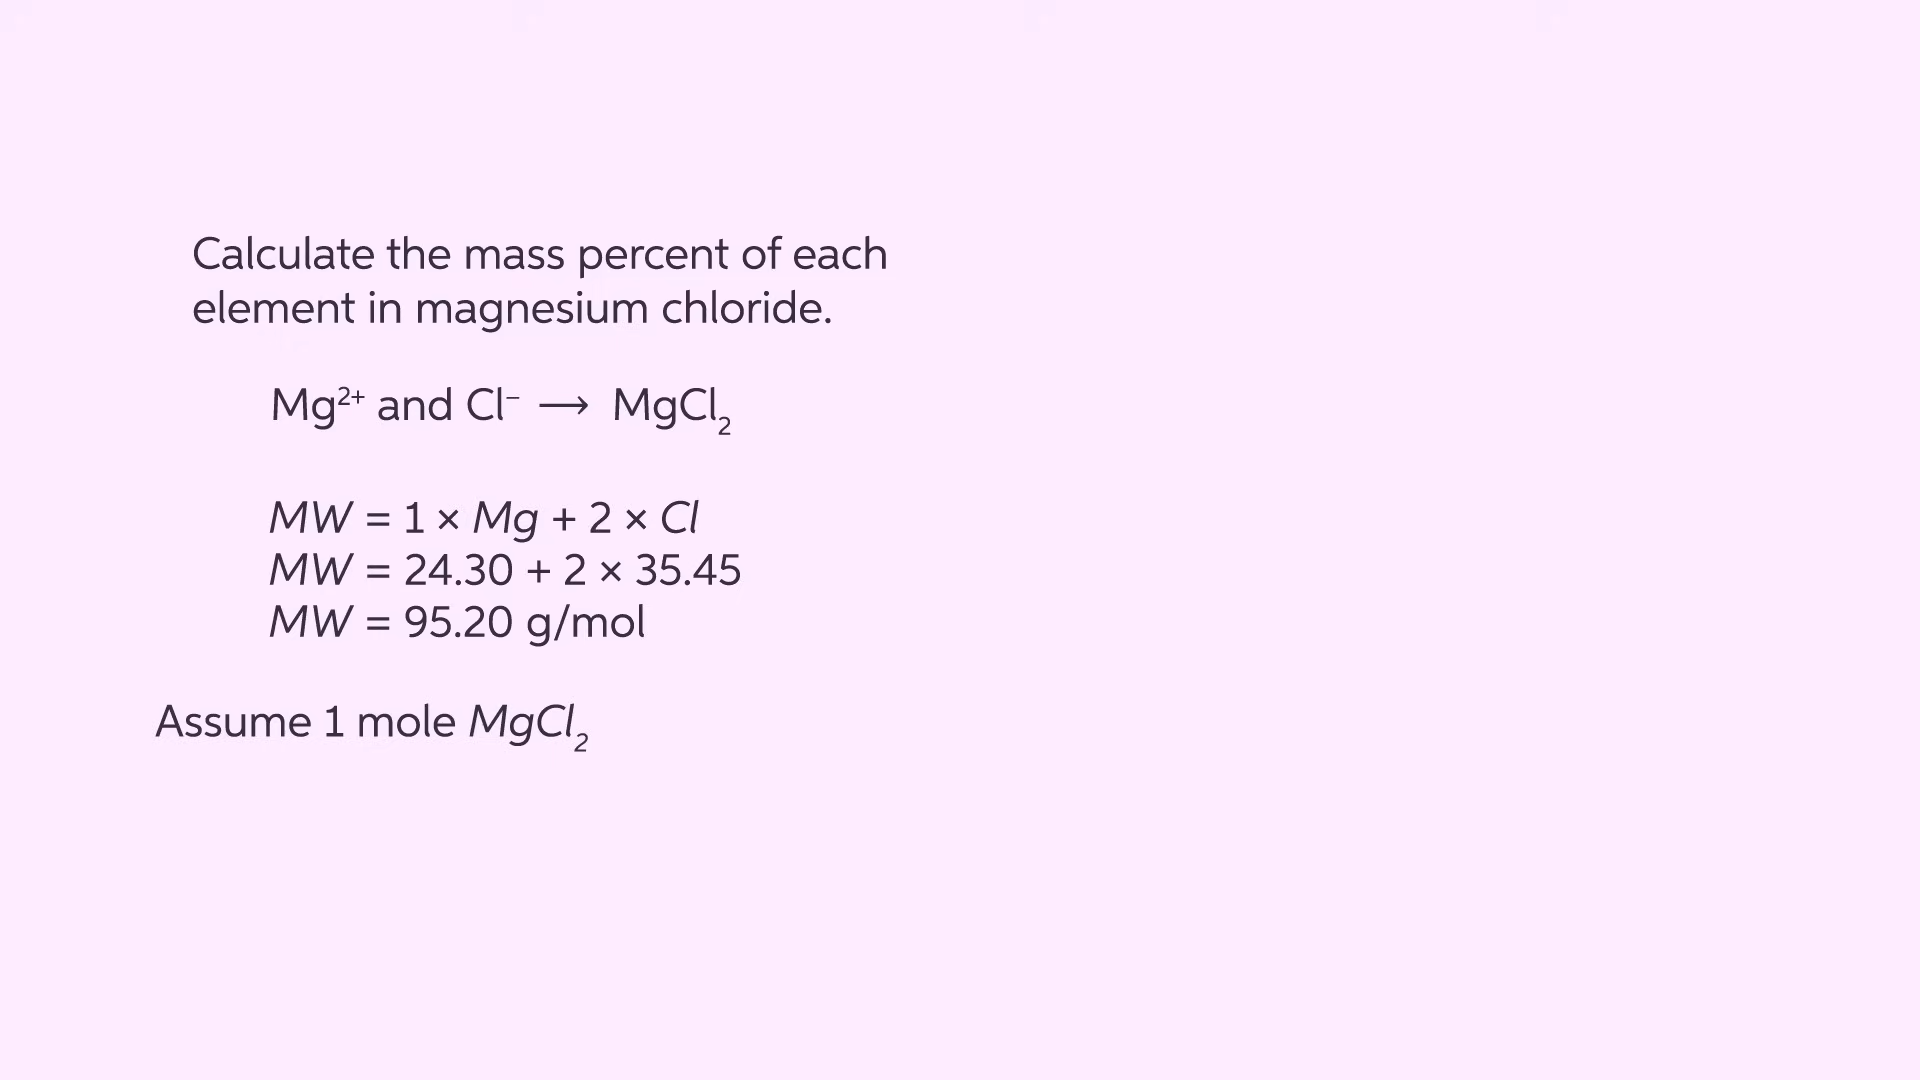 Calculate the mass percent of each
element in magnesium chloride.
Mg²⁺ and Cl⁻ ⟶ MgCl₂
MW = 1 × Mg + 2 × Cl
MW = 24.30 + 2 × 35.45
MW = 95.20 g/mol
Assume 1 mole MgCl₂